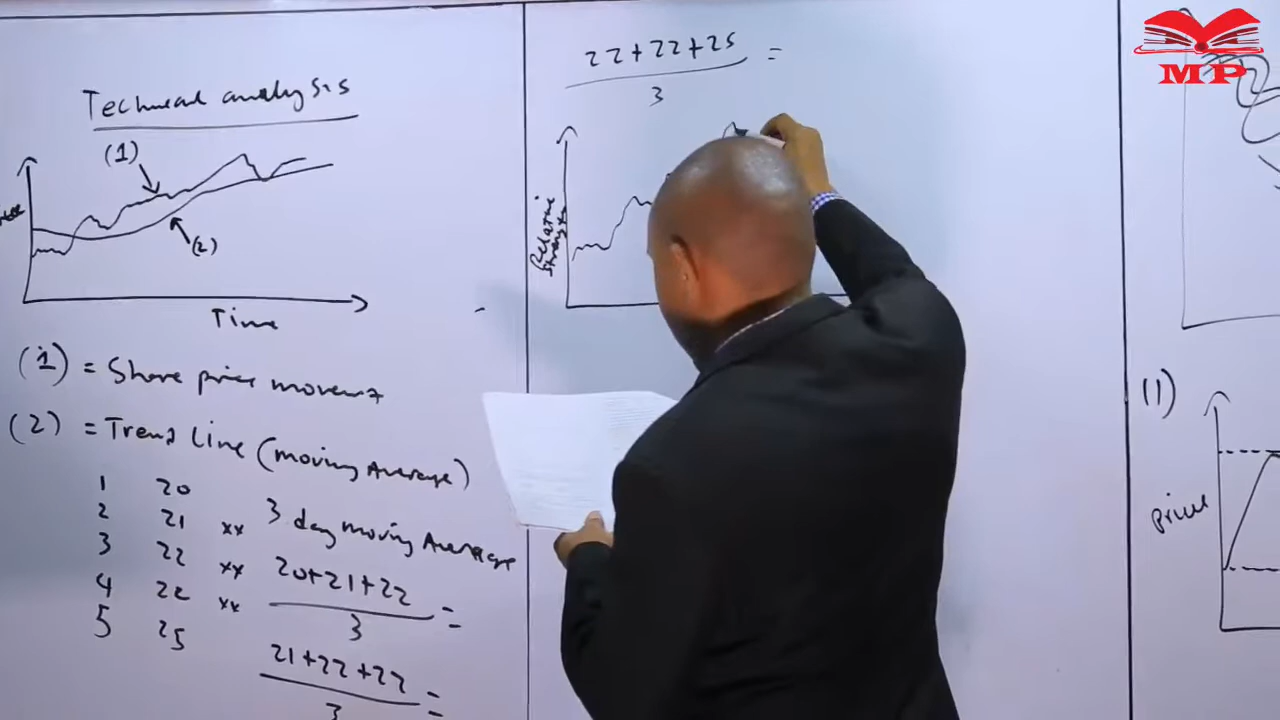 Technical analysis
(1)
(2)
Time
(1) = Share price movement
(2) = Trend Line (moving Average)
1 20
2 21 xx 3 day moving Average
3 22 xx 20+21+22
4 22 xx 3 =
5 25 21+22+22
3 =
22+22+25 =
3
Relative
Strength
MP
(1)
price